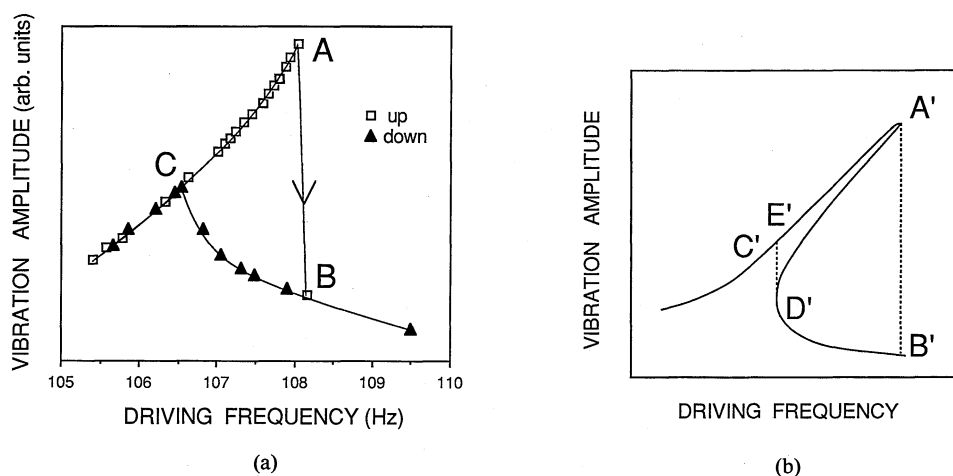 VIBRATION AMPLITUDE (arb. units)
A
C
B
□ up
▲ down
105 106 107 108 109 110
DRIVING FREQUENCY (Hz)
(a)
VIBRATION AMPLITUDE
A'
E'
C'
D'
B'
DRIVING FREQUENCY
(b)